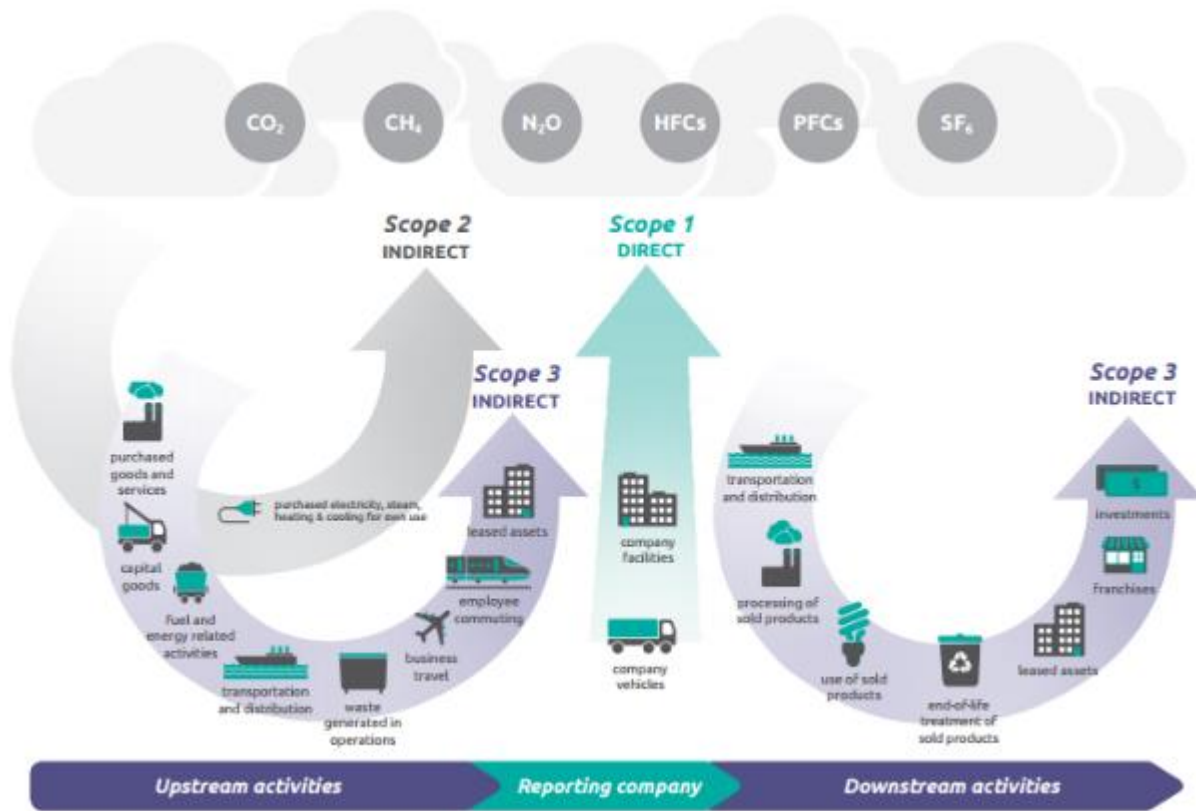 CO₂ CH₄ N₂O HFCs PFCs SF₆
Scope 2
INDIRECT
Scope 1
DIRECT
Scope 3
INDIRECT
Scope 3
INDIRECT
purchased
goods and
services
capital
goods
Fuel and
energy related
activities
purchased electricity, steam,
heating & cooling for own use
transportation
and distribution
waste
generated in
operations
business
travel
employee
commuting
leased assets
company
facilities
company
vehicles
transportation
and distribution
processing of
sold products
use of sold
products
end-of-life
treatment of
sold products
leased assets
franchises
$
investments
Upstream activities
Reporting company
Downstream activities